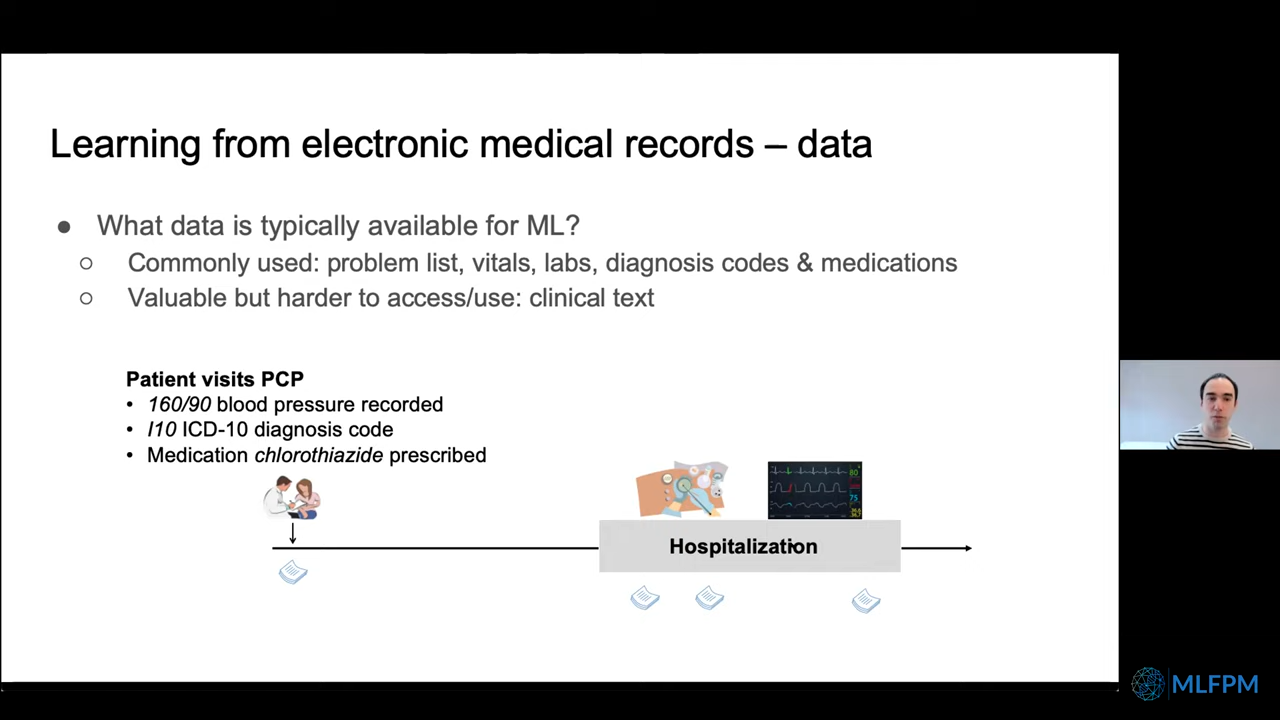 Learning from electronic medical records – data
● What data is typically available for ML?
○ Commonly used: problem list, vitals, labs, diagnosis codes & medications
○ Valuable but harder to access/use: clinical text
Patient visits PCP
• 160/90 blood pressure recorded
• I10 ICD-10 diagnosis code
• Medication chlorothiazide prescribed
80
75
Hospitalization
MLFPM